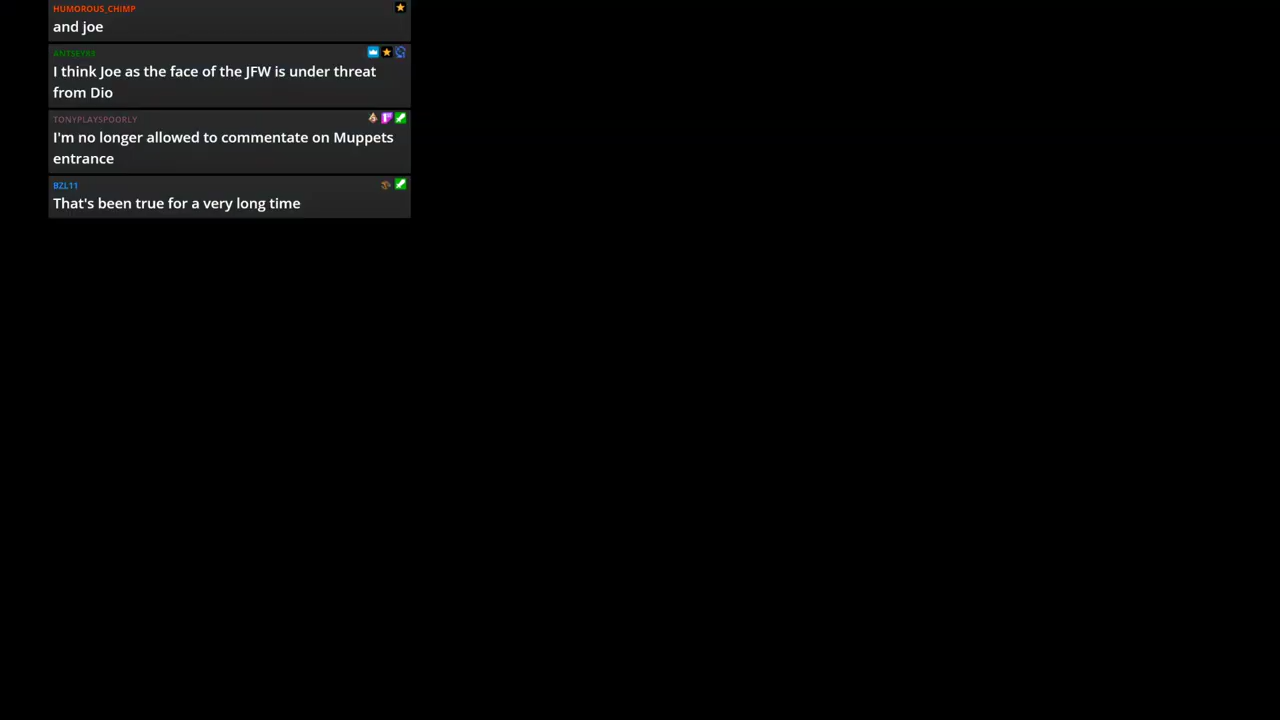 HUMOROUS_CHIMP
and joe
ANTSEY88
I think Joe as the face of the JFW is under threat
from Dio
TONYPLAYSPOORLY
I'm no longer allowed to commentate on Muppets
entrance
BZL11
That's been true for a very long time